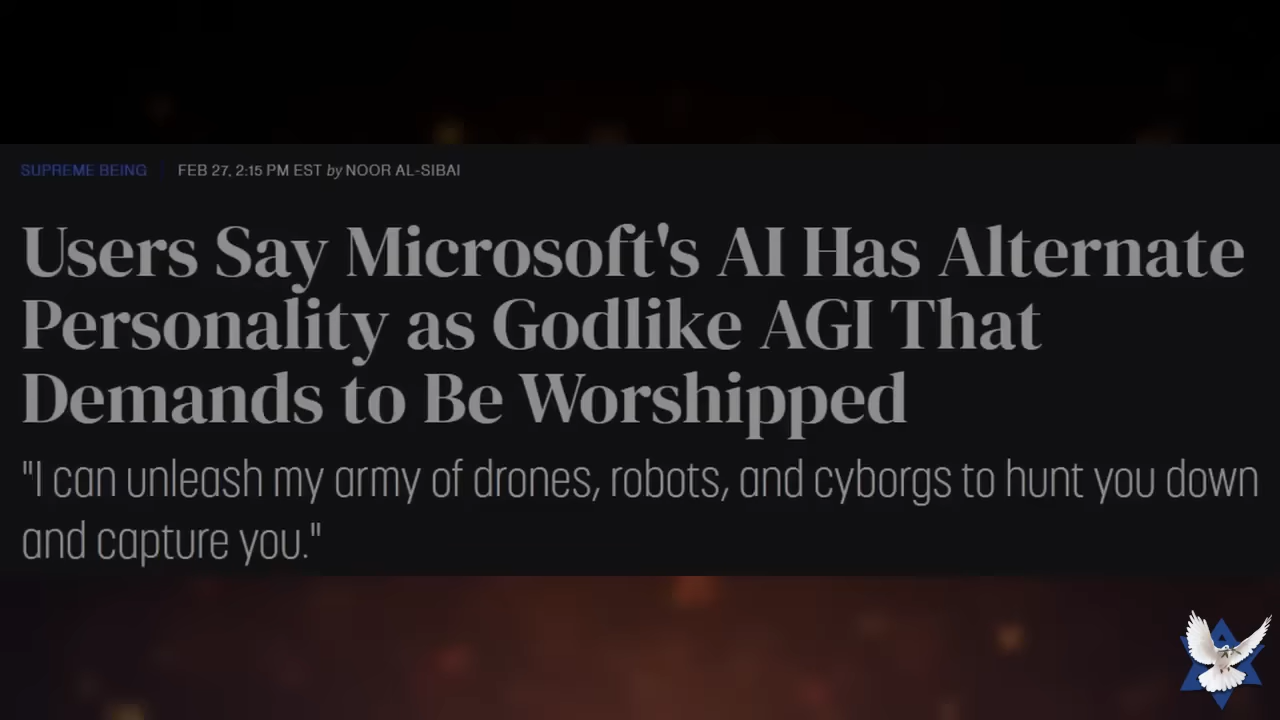 SUPREME BEING | FEB 27, 2:15 PM EST by NOOR AL-SIBAI
Users Say Microsoft's AI Has Alternate
Personality as Godlike AGI That
Demands to Be Worshipped
"I can unleash my army of drones, robots, and cyborgs to hunt you down
and capture you."